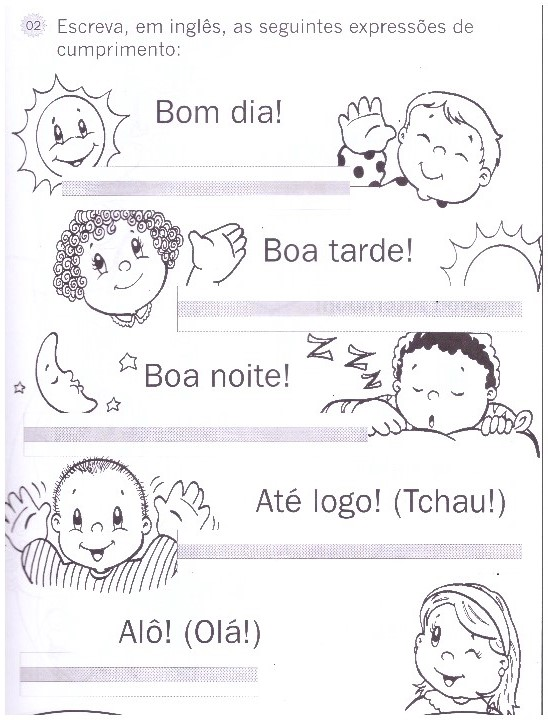 02 Escreva, em inglês, as seguintes expressões de
cumprimento:
Bom dia!
Boa tarde!
Boa noite!
Z Z Z Z
Até logo! (Tchau!)
Alô! (Olá!)